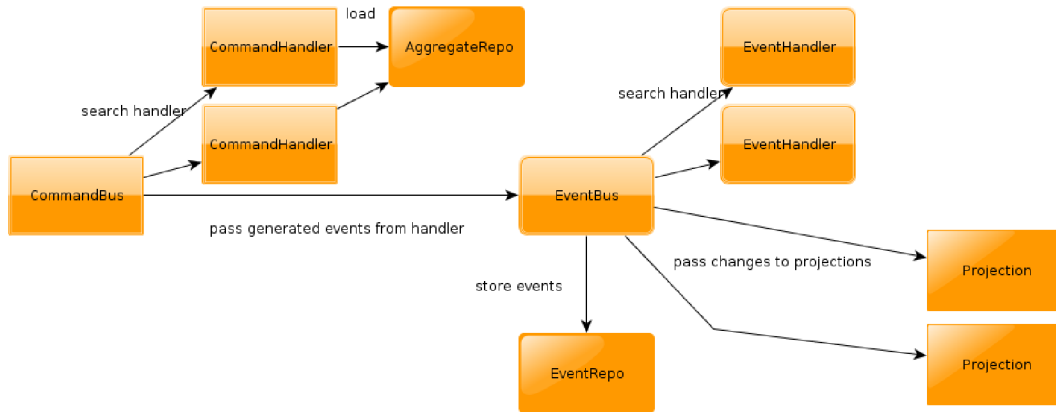 load
CommandHandler
AggregateRepo
EventHandler
search handler
search handler
CommandHandler
EventHandler
CommandBus
EventBus
pass generated events from handler
pass changes to projections
Projection
store events
Projection
EventRepo